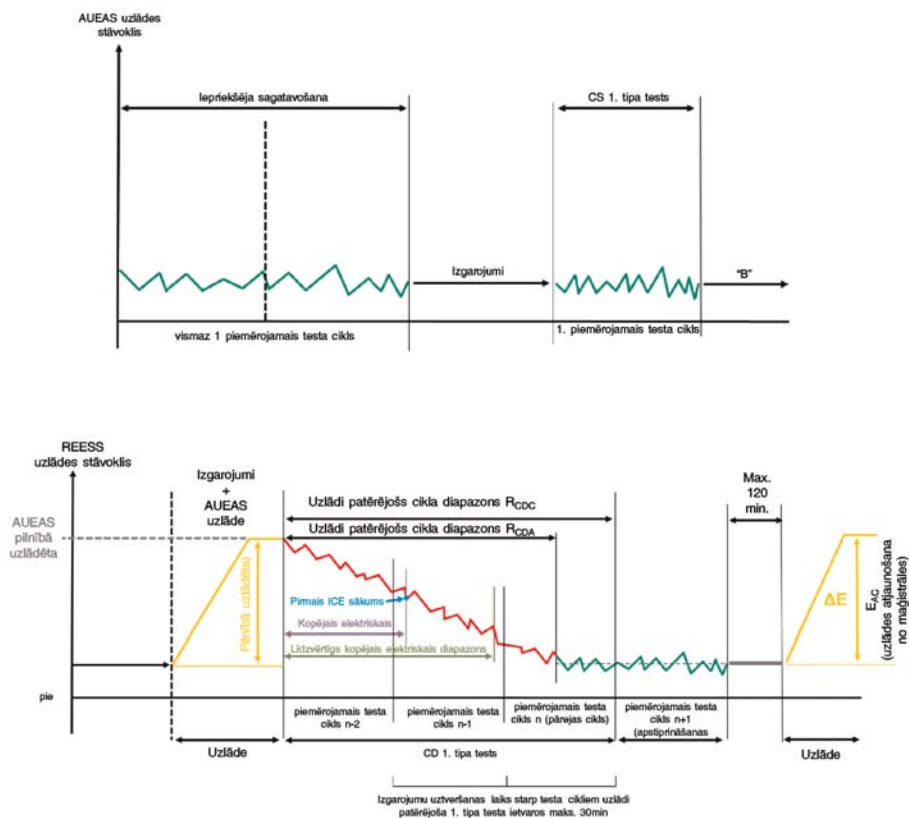 AUEAS uzlādes
stāvoklis
Iepriekšēja sagatavošana
CS 1. tipa tests
Izgarojumi
"B"
vismaz 1 piemērojamais testa cikls
1. piemērojamais testa cikls
REESS
uzlādes stāvoklis
Izgarojumi
+
AUEAS
uzlāde
Max.
120
min.
Uzlādi patērējošs cikla diapazons RCDC
Uzlādi patērējošs cikla diapazons RCDA
AUEAS
pilnībā
uzlādēta
Pilnībā uzlādēta)
Pirmais ICE sākums
Kopējais elektriskais
Līdzvērtīgs kopējais elektriskais diapazons
ΔE
EAC
(uzlādes atjaunošana
no maģistrāles)
pie
piemērojamais testa
cikls n-2
piemērojamais testa
cikls n-1
piemērojamais testa
cikls n (pārejas cikls)
piemērojamais testa
cikls n+1
(apstiprināšanas
Uzlāde
CD 1. tipa tests
Uzlāde
Izgarojumu uztveršanas laiks starp testa cikliem uzlādi
patērējoša 1. tipa testa ietvaros maks. 30min